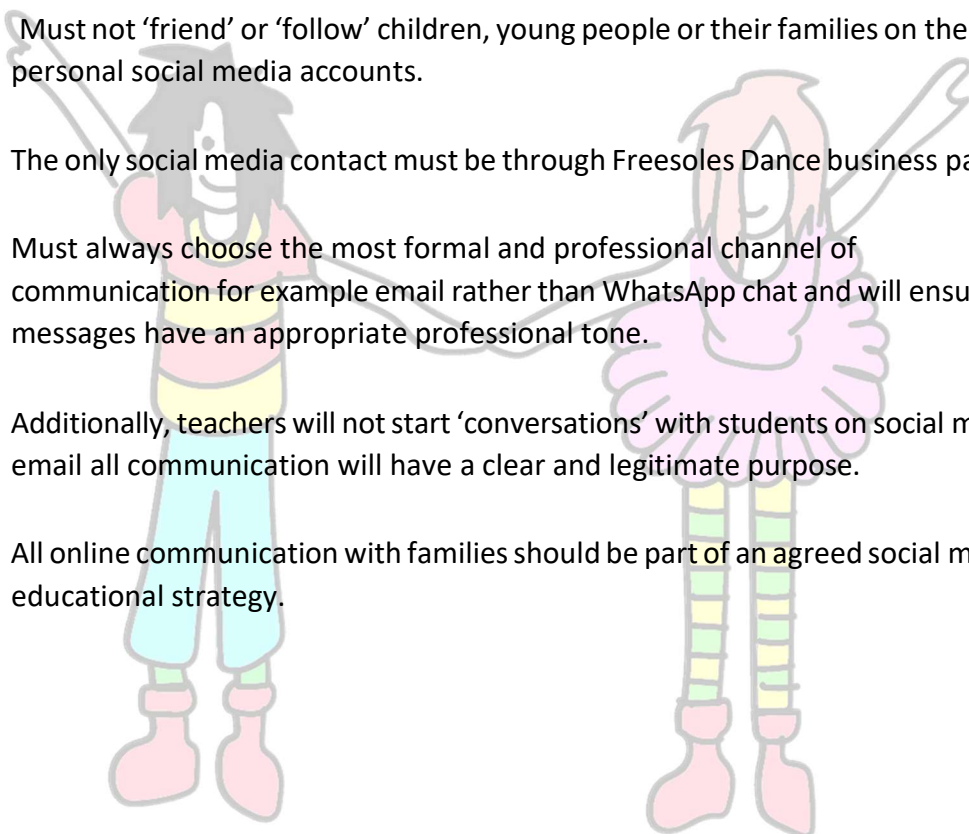 Must not ‘friend’ or ‘follow’ children, young people or their families on the
personal social media accounts.
The only social media contact must be through Freesoles Dance business pa
Must always choose the most formal and professional channel of
communication for example email rather than WhatsApp chat and will ensu
messages have an appropriate professional tone.
Additionally, teachers will not start ‘conversations’ with students on social m
email all communication will have a clear and legitimate purpose.
All online communication with families should be part of an agreed social m
educational strategy.